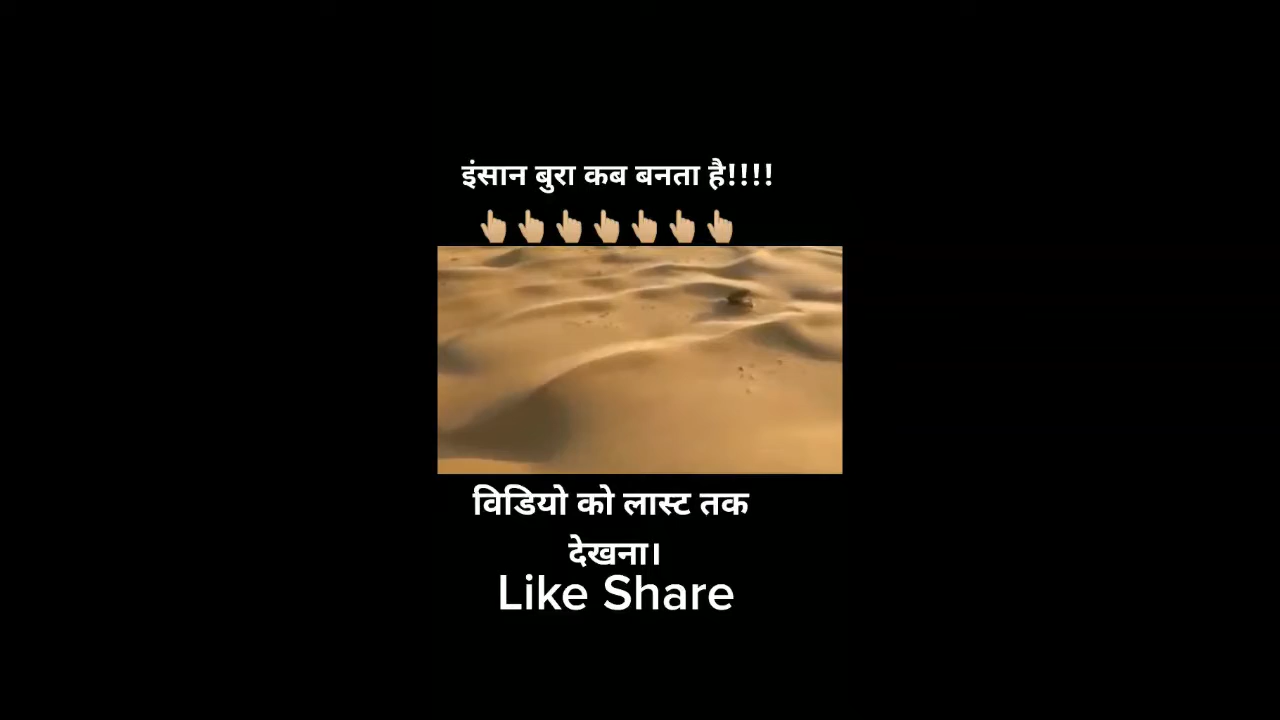 इंसान बुरा कब बनता है!!!!
👆🏼👆🏼👆🏼👆🏼👆🏼👆🏼👆🏼
विडियो को लास्ट तक
देखना।
Like Share